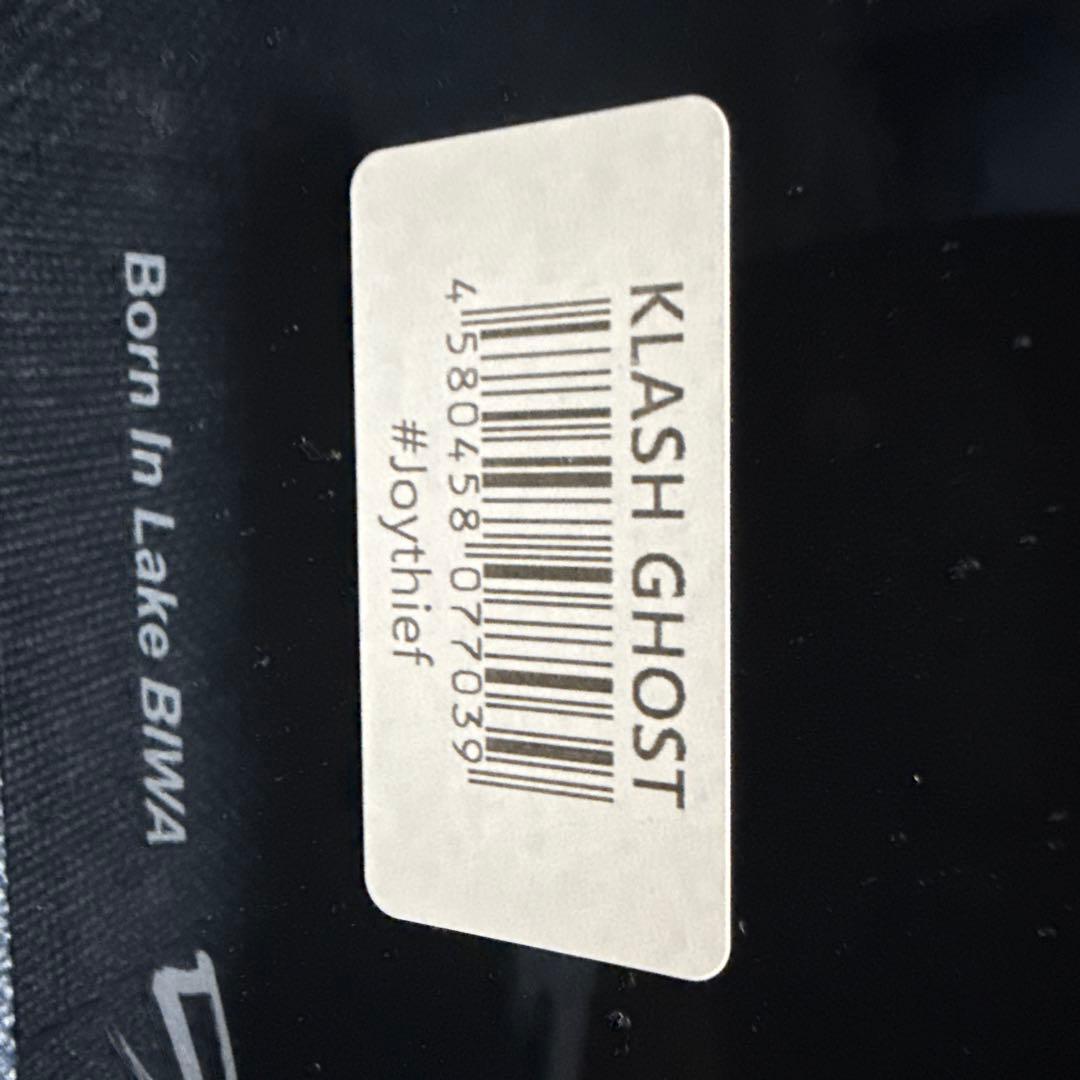 KLASH GHOST
4 580458 077039
#Joythief
Born In Lake BIWA